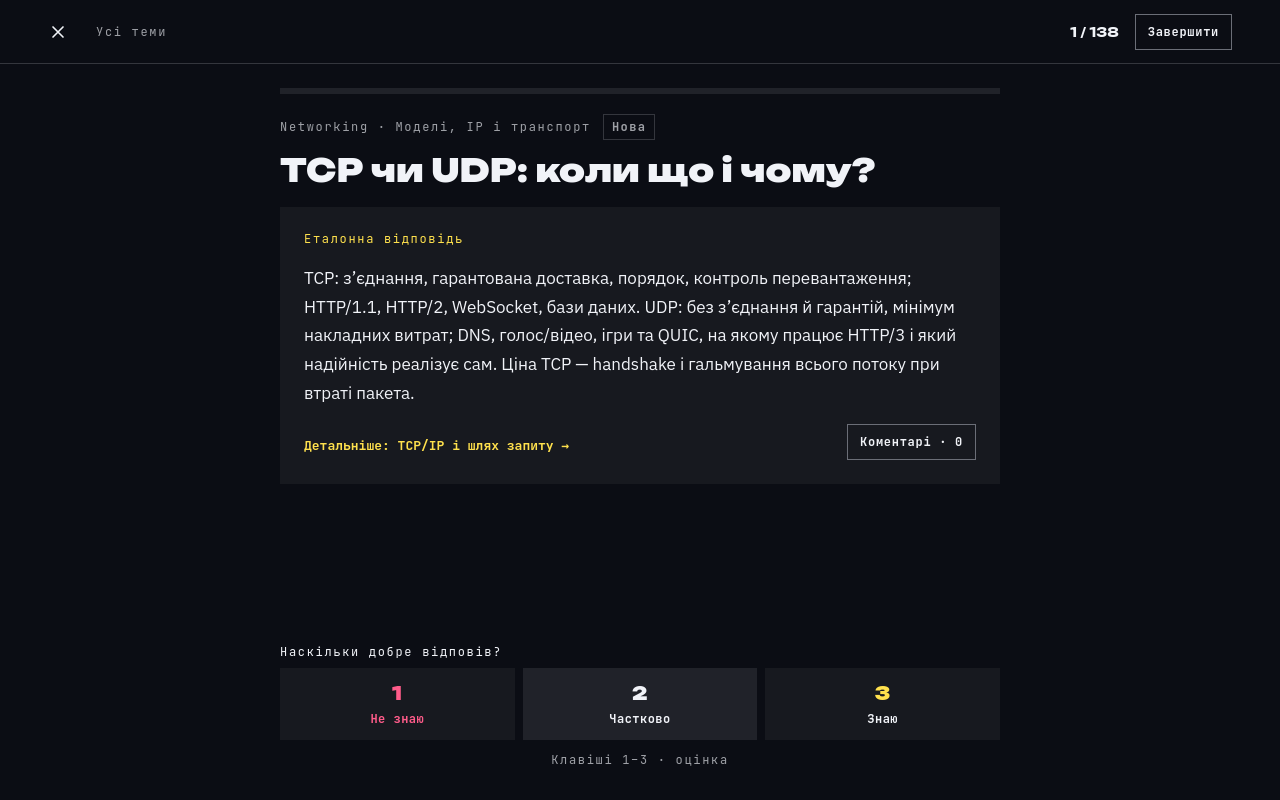 Усі теми
1 / 138
Завершити
Networking · Моделі, IP і транспорт
Нова
TCP чи UDP: коли що і чому?
Еталонна відповідь
TCP: з’єднання, гарантована доставка, порядок, контроль перевантаження;
HTTP/1.1, HTTP/2, WebSocket, бази даних. UDP: без з’єднання й гарантій, мінімум
накладних витрат; DNS, голос/відео, ігри та QUIC, на якому працює HTTP/3 і який
надійність реалізує сам. Ціна TCP — handshake і гальмування всього потоку при
втраті пакета.
Детальніше: TCP/IP і шлях запиту →
Коментарі · 0
Наскільки добре відповів?
1
Не знаю
2
Частково
3
Знаю
Клавіші 1–3 · оцінка